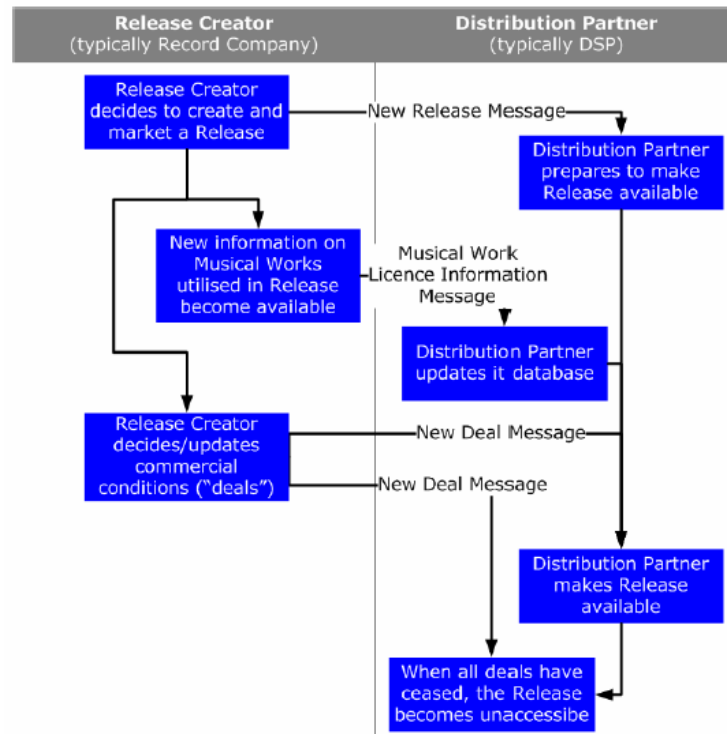 Release Creator
(typically Record Company)
Distribution Partner
(typically DSP)
Release Creator
decides to create and
market a Release
New Release Message
Distribution Partner
prepares to make
Release available
New information on
Musical Works
utilised in Release
become available
Musical Work
Licence Information
Message
Distribution Partner
updates it database
Release Creator
decides/updates
commercial
conditions (“deals”)
New Deal Message
New Deal Message
Distribution Partner
makes Release
available
When all deals have
ceased, the Release
becomes unaccessibe